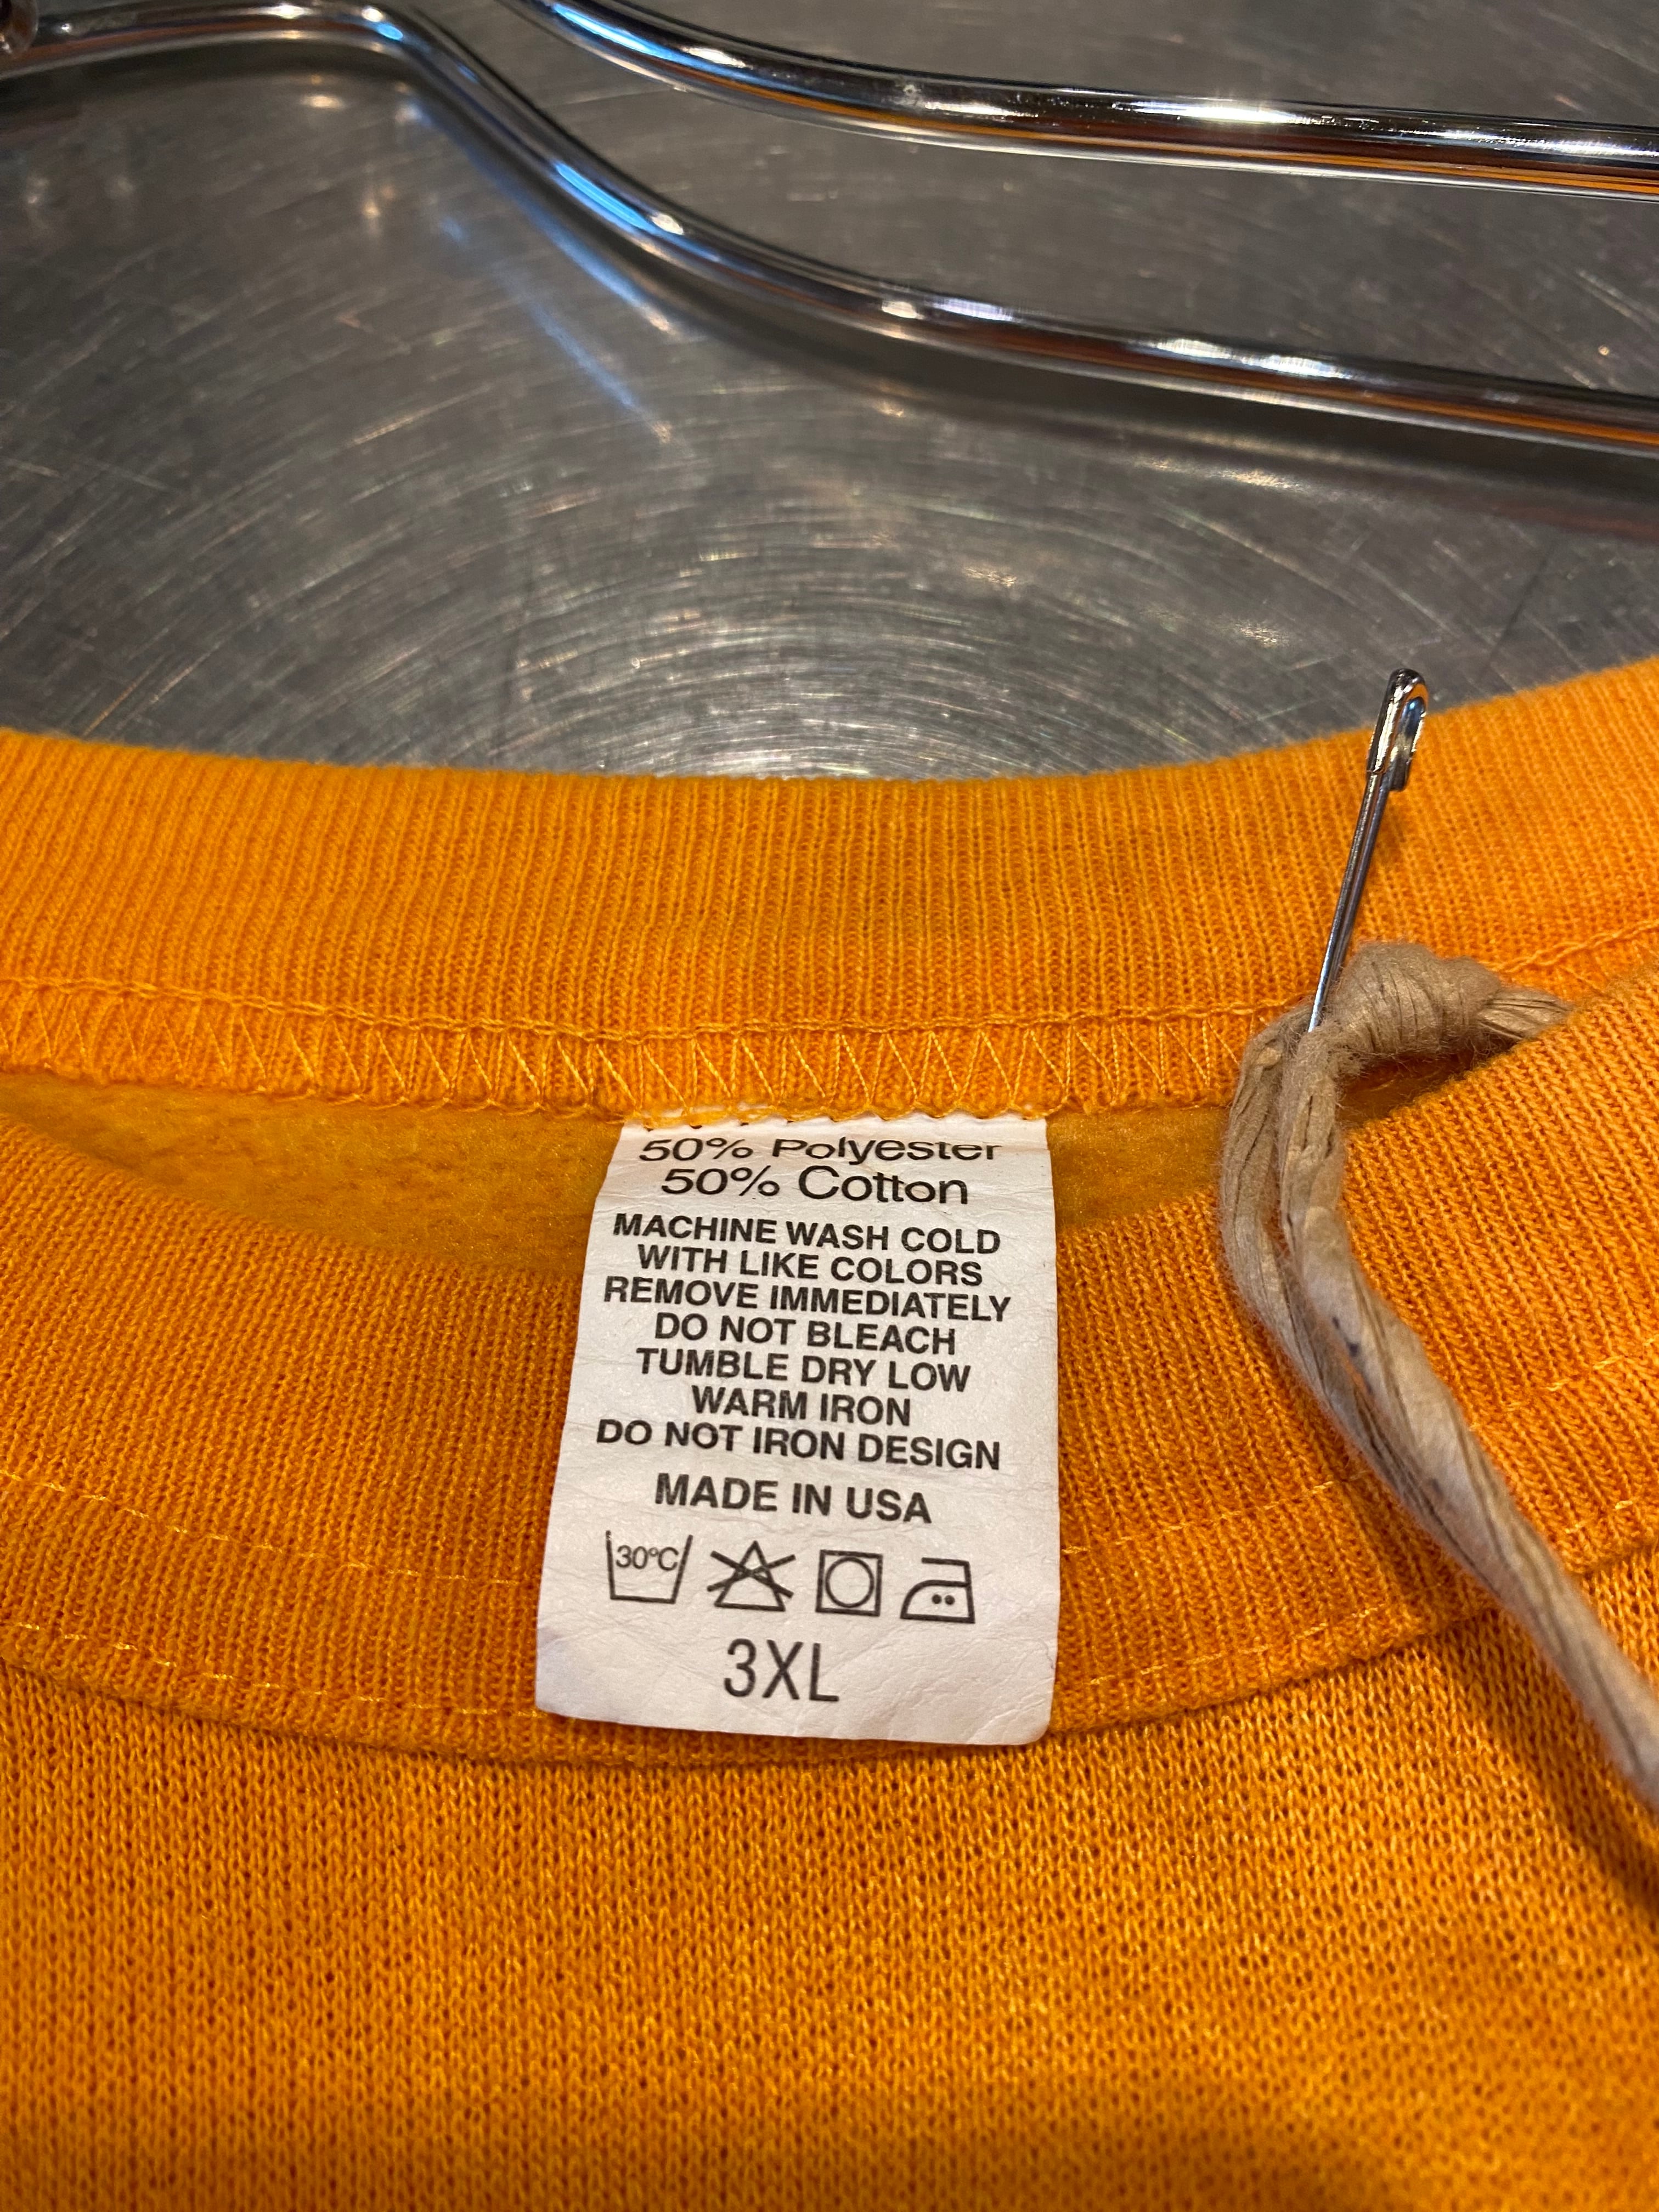 50% Polyester
50% Cotton
MACHINE WASH COLD
WITH LIKE COLORS
REMOVE IMMEDIATELY
DO NOT BLEACH
TUMBLE DRY LOW
WARM IRON
DO NOT IRON DESIGN
MADE IN USA
30°C
3XL